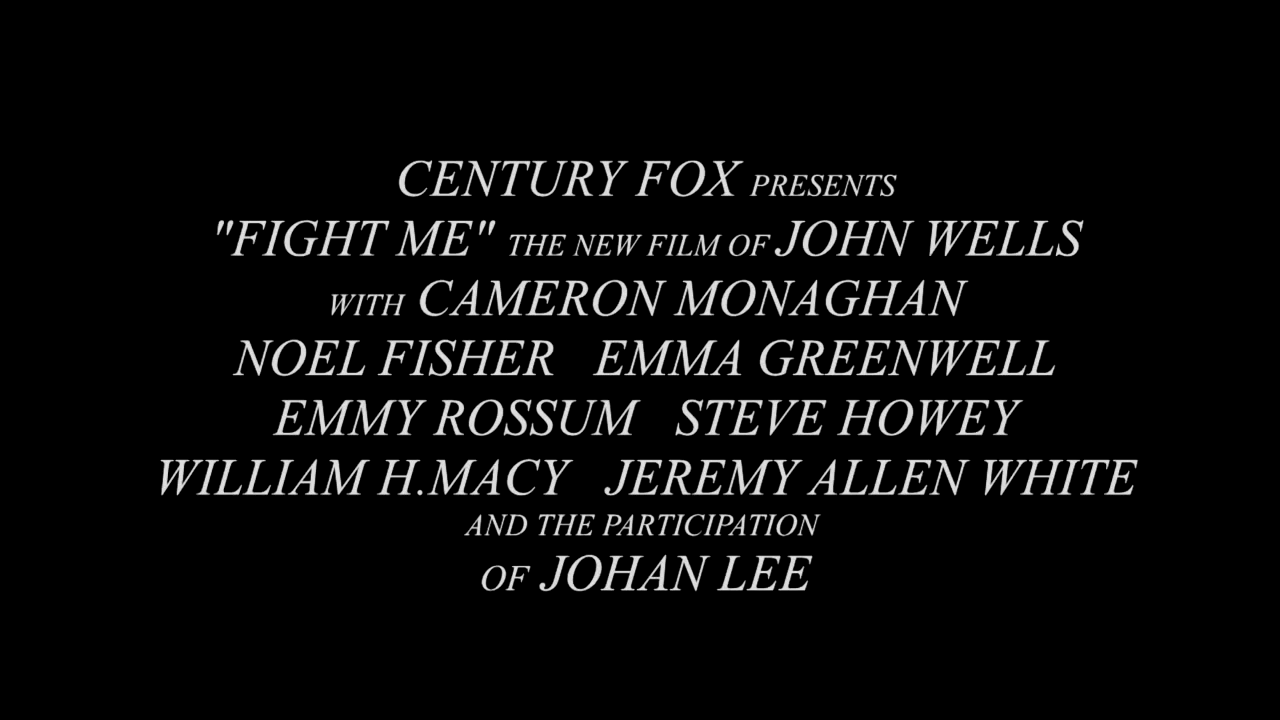 CENTURY FOX PRESENTS
"FIGHT ME" THE NEW FILM OF JOHN WELLS
WITH CAMERON MONAGHAN
NOEL FISHER EMMA GREENWELL
EMMY ROSSUM STEVE HOWEY
WILLIAM H.MACY JEREMY ALLEN WHITE
AND THE PARTICIPATION
OF JOHAN LEE